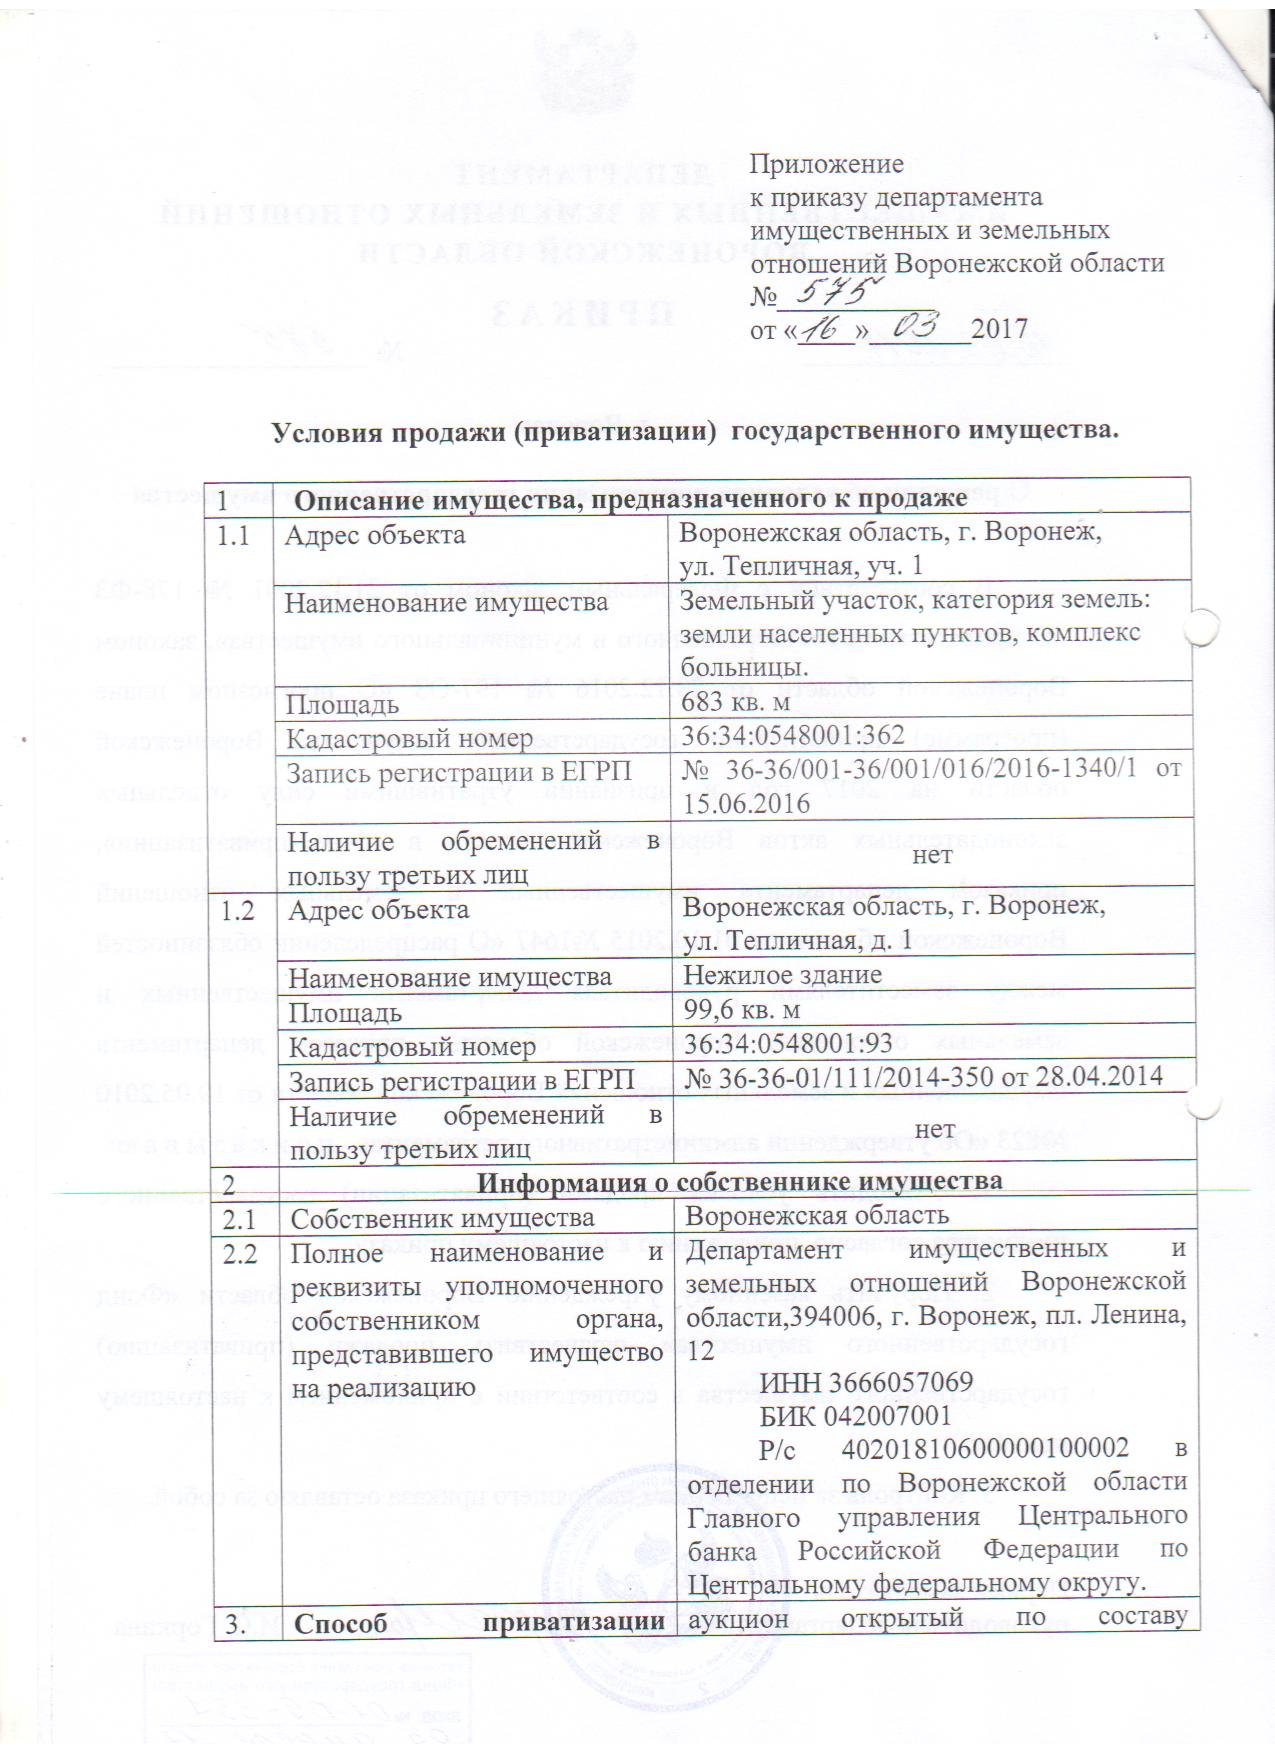 Приложение
к приказу департамента
имущественных и земельных
отношений Воронежской области
№ 575
от « 16 » 03 2017
Условия продажи (приватизации) государственного имущества.
1 Описание имущества, предназначенного к продаже
1.1 Адрес объекта Воронежская область, г. Воронеж,
ул. Тепличная, уч. 1
Наименование имущества Земельный участок, категория земель:
земли населенных пунктов, комплекс
больницы.
Площадь 683 кв. м
Кадастровый номер 36:34:0548001:362
Запись регистрации в ЕГРП № 36-36/001-36/001/016/2016-1340/1 от
15.06.2016
Наличие обременений в
пользу третьих лиц нет
1.2 Адрес объекта Воронежская область, г. Воронеж,
ул. Тепличная, д. 1
Наименование имущества Нежилое здание
Площадь 99,6 кв. м
Кадастровый номер 36:34:0548001:93
Запись регистрации в ЕГРП № 36-36-01/111/2014-350 от 28.04.2014
Наличие обременений в
пользу третьих лиц нет
2 Информация о собственнике имущества
2.1 Собственник имущества Воронежская область
2.2 Полное наименование и Департамент имущественных и
реквизиты уполномоченного земельных отношений Воронежской
собственником органа, области,394006, г. Воронеж, пл. Ленина,
представившего имущество 12
на реализацию ИНН 3666057069
БИК 042007001
Р/с 40201810600000100002 в
отделении по Воронежской области
Главного управления Центрального
банка Российской Федерации по
Центральному федеральному округу.
3. Способ приватизации аукцион открытый по составу